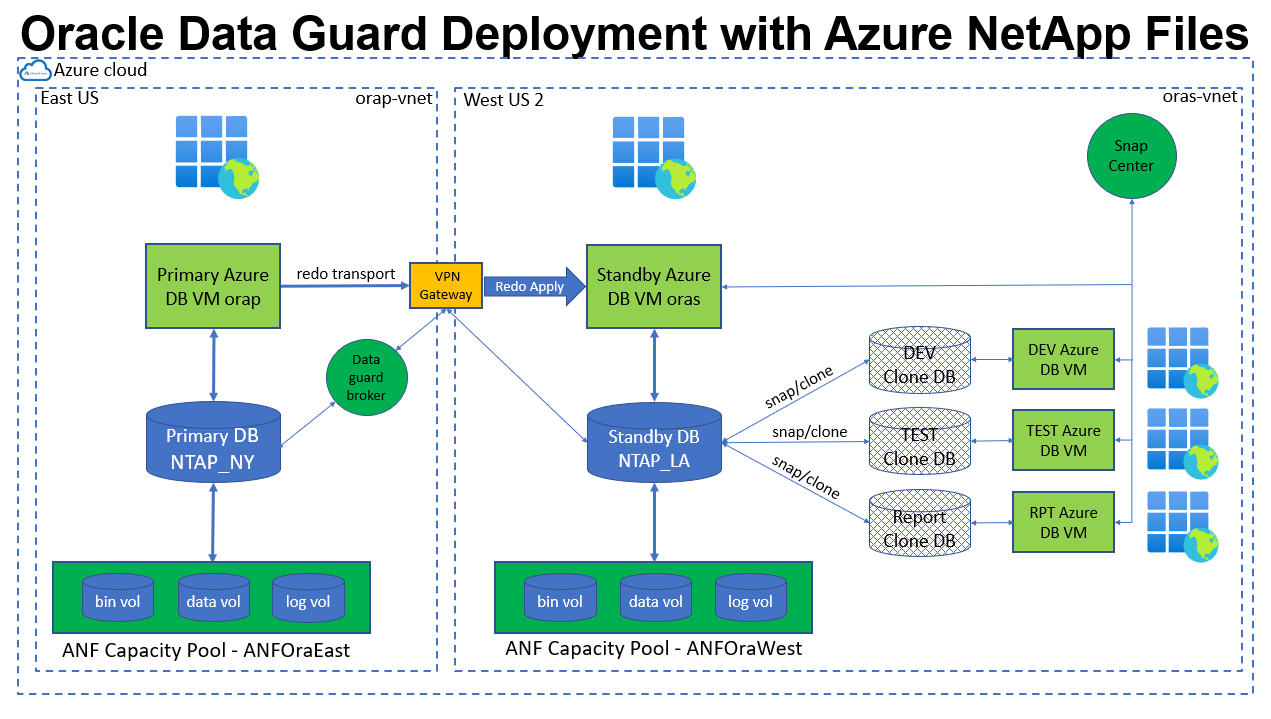 Oracle Data Guard Deployment with Azure NetApp Files
Azure cloud
East US
orap-vnet
West US 2
oras-vnet
Snap
Center
Primary Azure
DB VM orap
redo transport
VPN
Gateway
Redo Apply
Standby Azure
DB VM oras
Data
guard
broker
Primary DB
NTAP_NY
Standby DB
NTAP_LA
snap/clone
snap/clone
snap/clone
DEV
Clone DB
DEV Azure
DB VM
TEST
Clone DB
TEST Azure
DB VM
Report
Clone DB
RPT Azure
DB VM
bin vol
data vol
log vol
ANF Capacity Pool - ANFOraEast
bin vol
data vol
log vol
ANF Capacity Pool - ANFOraWest